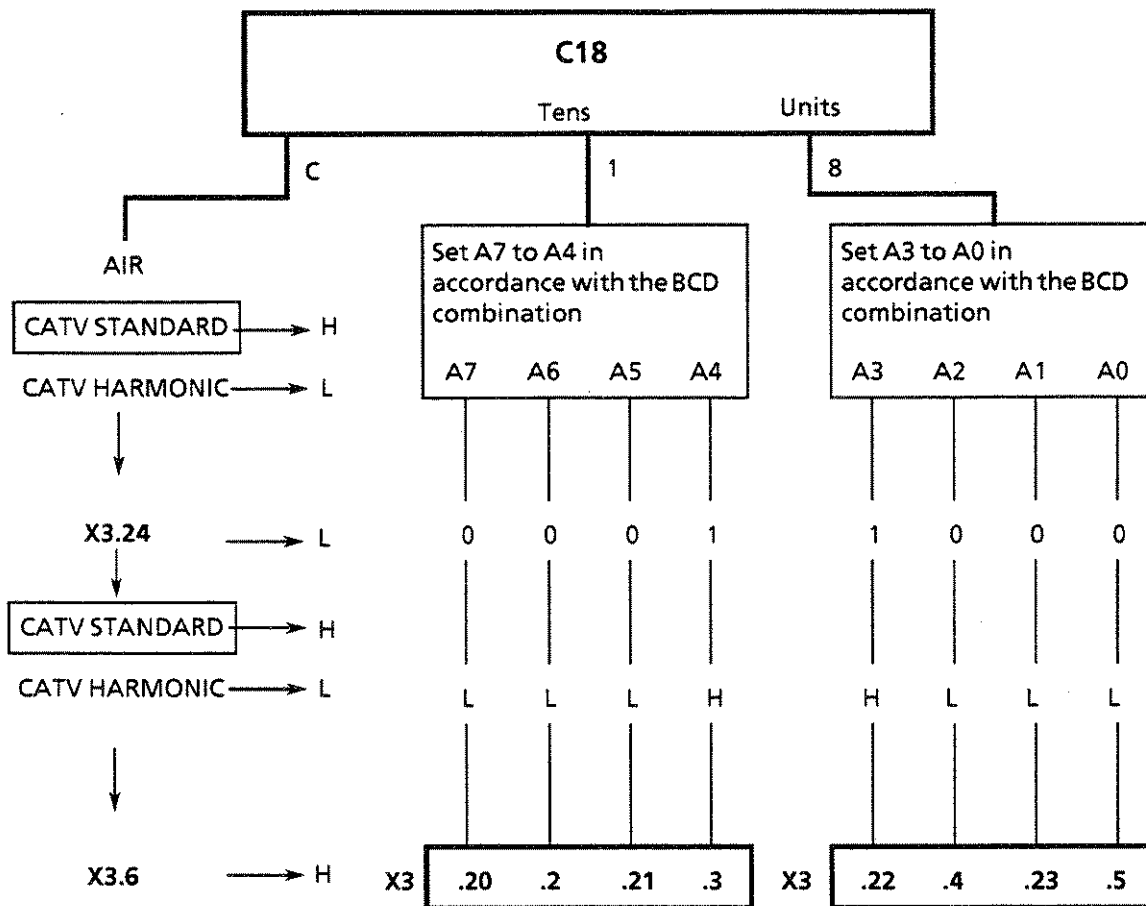 C18
Tens Units
C 1 8
AIR
CATV STANDARD H
CATV HARMONIC L
Set A7 to A4 in
accordance with the BCD
combination
A7 A6 A5 A4
Set A3 to A0 in
accordance with the BCD
combination
A3 A2 A1 A0
X3.24 L 0 0 0 1 1 0 0 0
CATV STANDARD H
CATV HARMONIC L
L L L H H L L L
X3.6 H
X3 .20 .2 .21 .3
X3 .22 .4 .23 .5